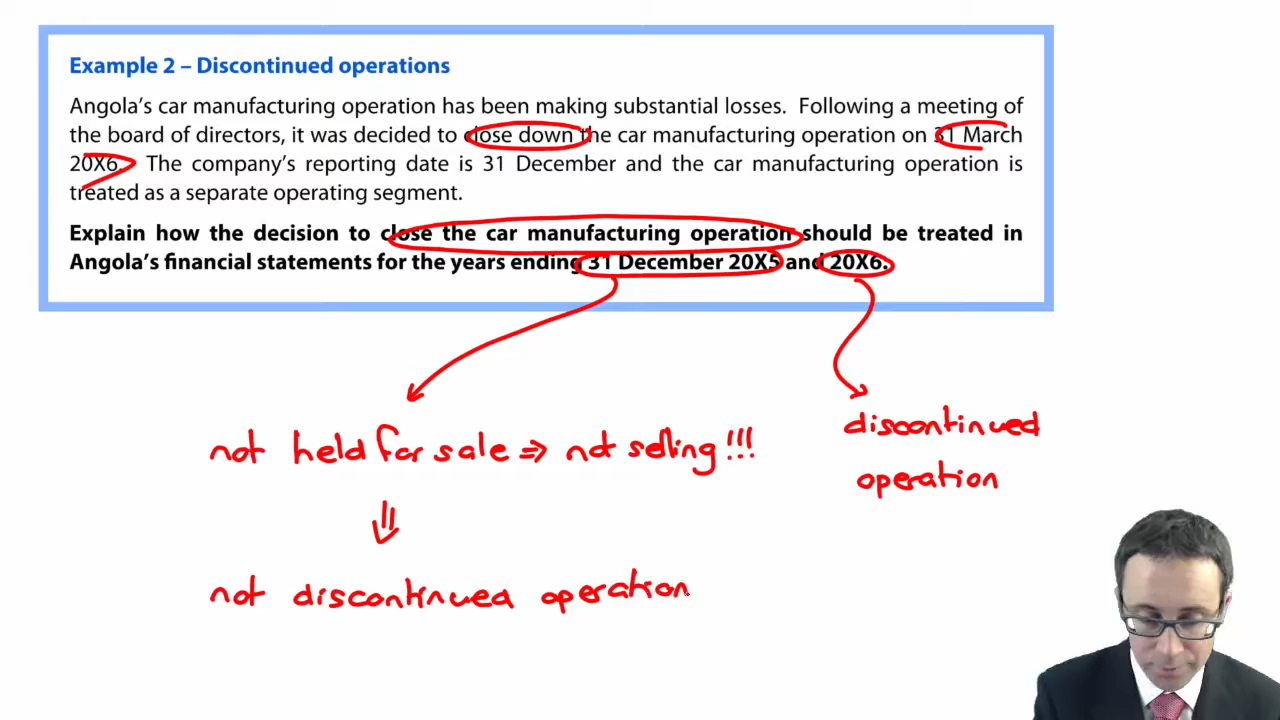 Example 2 – Discontinued operations
Angola's car manufacturing operation has been making substantial losses. Following a meeting of
the board of directors, it was decided to close down the car manufacturing operation on 31 March
20X6. The company's reporting date is 31 December and the car manufacturing operation is
treated as a separate operating segment.
Explain how the decision to close the car manufacturing operation should be treated in
Angola's financial statements for the years ending 31 December 20X5 and 20X6.
discontinued
not held for sale ⇒ not selling!!!
operation
not discontinued operation